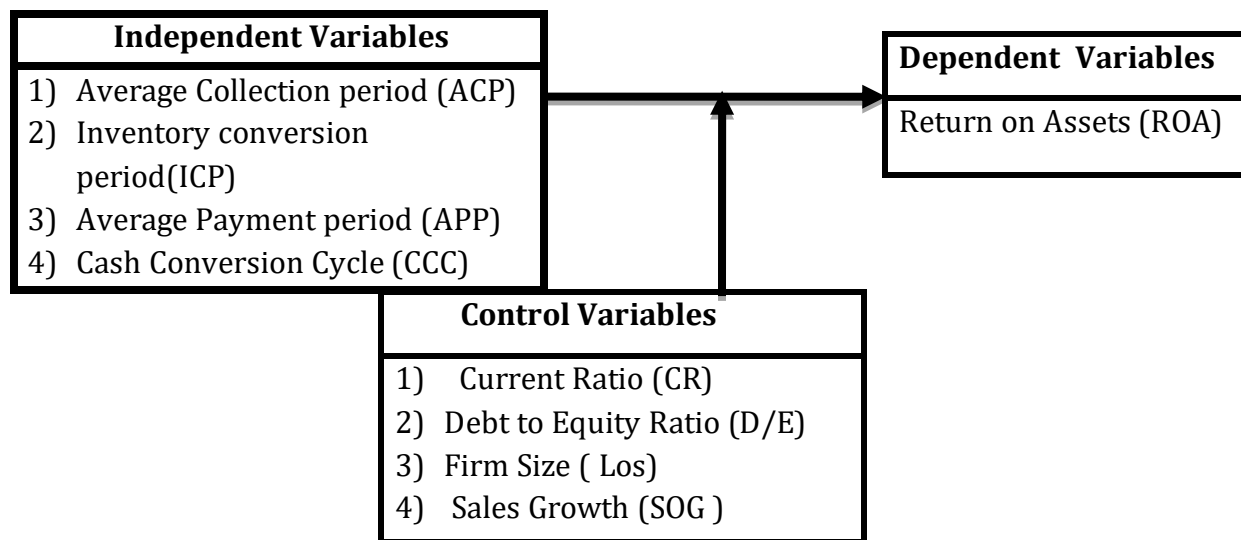 Independent Variables
1) Average Collection period (ACP)
2) Inventory conversion
period(ICP)
3) Average Payment period (APP)
4) Cash Conversion Cycle (CCC)
Dependent Variables
Return on Assets (ROA)
Control Variables
1) Current Ratio (CR)
2) Debt to Equity Ratio (D/E)
3) Firm Size ( Los)
4) Sales Growth (SOG )